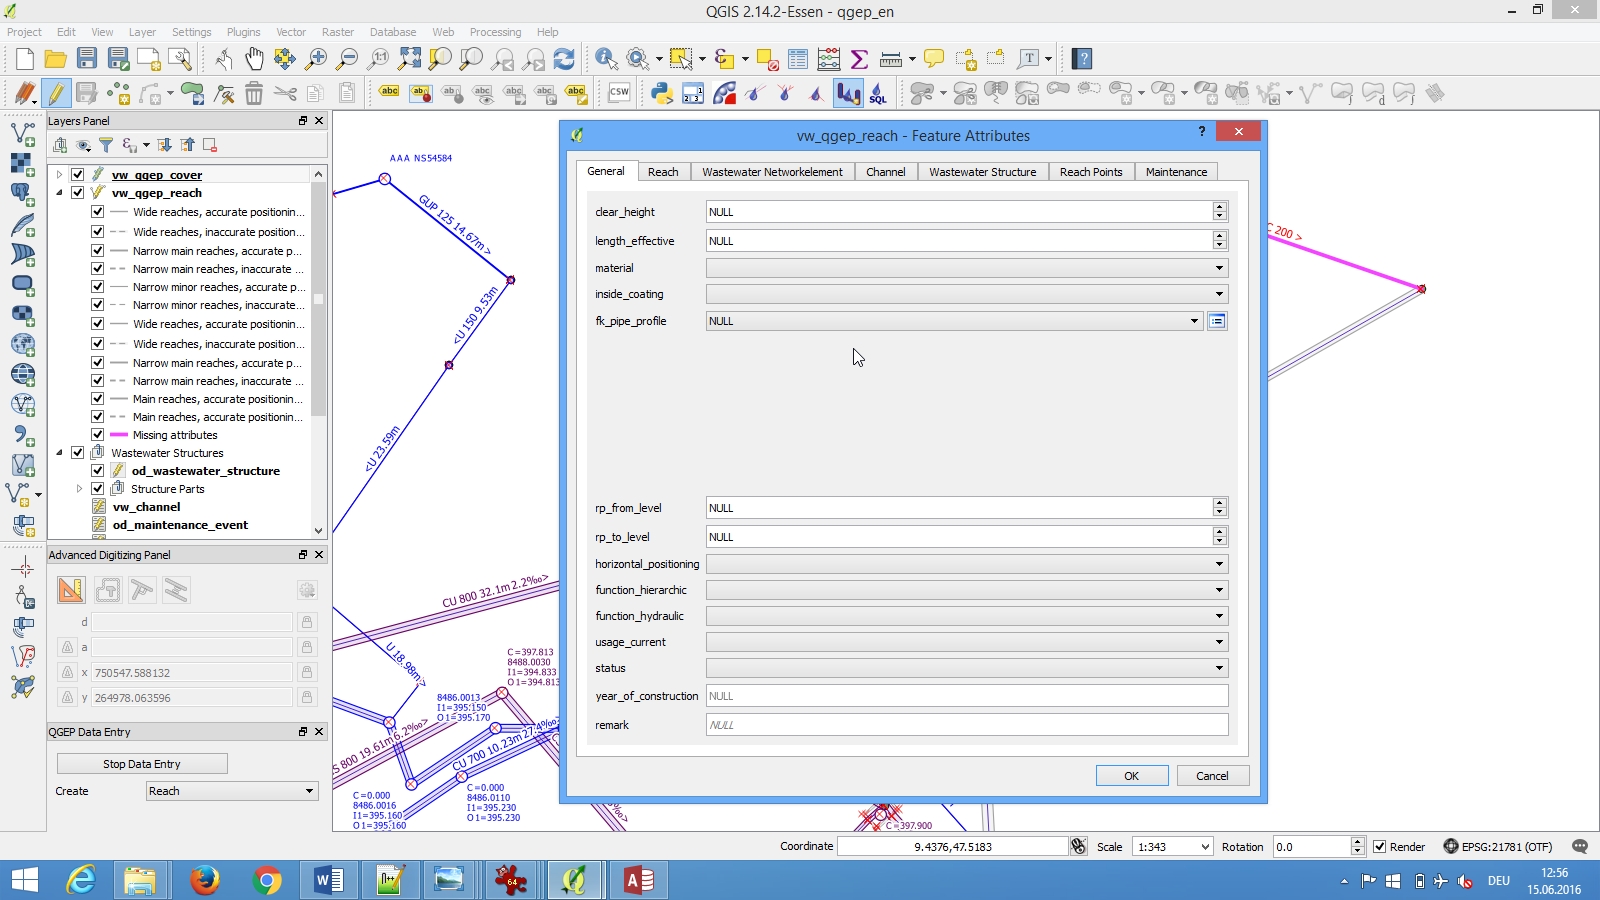 QGIS 2.14.2-Essen - qgep_en
Project Edit View Layer Settings Plugins Vector Raster Database Web Processing Help
Layers Panel
vw_qgep_cover
vw_qgep_reach
Wide reaches, accurate positionin...
Wide reaches, inaccurate position...
Narrow main reaches, accurate p...
Narrow main reaches, inaccurate ...
Narrow minor reaches, accurate p...
Narrow minor reaches, inaccurate...
Wide reaches, accurate positionin...
Wide reaches, inaccurate position...
Narrow main reaches, accurate p...
Narrow main reaches, inaccurate ...
Main reaches, accurate positionin...
Main reaches, accurate positionin...
Missing attributes
Wastewater Structures
od_wastewater_structure
Structure Parts
vw_channel
od_maintenance_event
Advanced Digitizing Panel
d
a
x 750547.588132
y 264978.063596
QGEP Data Entry
Stop Data Entry
Create Reach
AAA NS54584
GUP 125 14.67m >
<U 150 9.53m
<U 23.59m
CU 800 32.1m 2.2‰>
U 18.98m>
C=397.813
8488.0030
I1=394.833
O1=394.813
8486.0013
I1=395.150
O1=395.170
S 800 19.61m 6.2‰>
CU 700 10.23m 27.4‰>
C=0.000
8486.0016
I1=395.160
O1=395.160
C=0.000
8486.0110
I1=395.230
O1=395.230
C 200 >
C=397.900
vw_qgep_reach - Feature Attributes
General Reach Wastewater Networkelement Channel Wastewater Structure Reach Points Maintenance
clear_height NULL
length_effective NULL
material
inside_coating
fk_pipe_profile NULL
rp_from_level NULL
rp_to_level NULL
horizontal_positioning
function_hierarchic
function_hydraulic
usage_current
status
year_of_construction NULL
remark NULL
OK Cancel
Coordinate 9.4376,47.5183 Scale 1:343 Rotation 0.0 Render EPSG:21781 (OTF)
DEU
12:56
15.06.2016